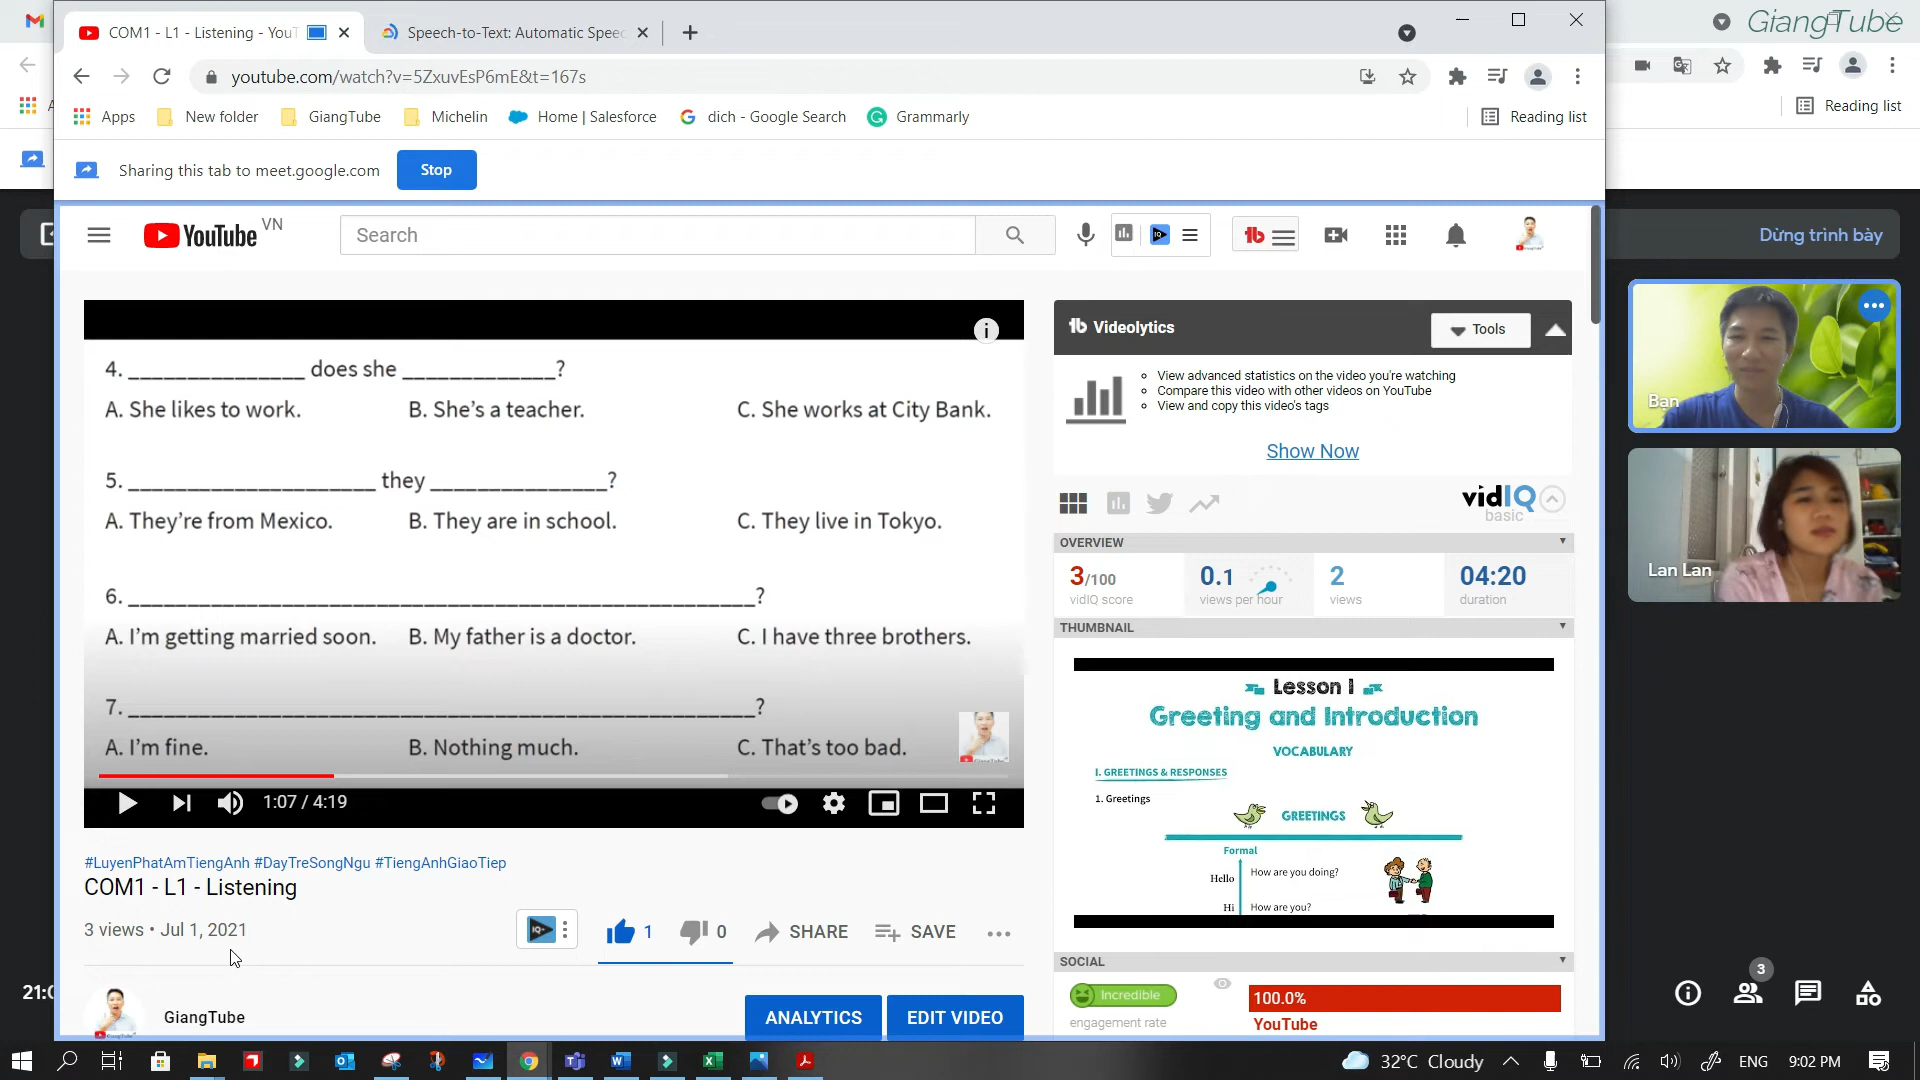 COM1 - L1 - Listening - YouT
Speech-to-Text: Automatic Speec
GiangTube
youtube.com/watch?v=5ZxuvEsP6mE&t=167s
Apps
New folder
GiangTube
Michelin
Home | Salesforce
dich - Google Search
Grammarly
Reading list
Reading list
Sharing this tab to meet.google.com
Stop
YouTube VN
Search
Dừng trình bày
4. _______________ does she _____________?
A. She likes to work. B. She's a teacher. C. She works at City Bank.
5. _____________________ they _______________?
A. They're from Mexico. B. They are in school. C. They live in Tokyo.
6. _____________________________________________________?
A. I'm getting married soon. B. My father is a doctor. C. I have three brothers.
7. _____________________________________________________?
A. I'm fine. B. Nothing much. C. That's too bad.
1:07 / 4:19
Videolytics
Tools
View advanced statistics on the video you're watching
Compare this video with other videos on YouTube
View and copy this video's tags
Show Now
vidIQ
basic
OVERVIEW
3/100
vidIQ score
0.1
views per hour
2
views
04:20
duration
THUMBNAIL
Lesson 1
Greeting and Introduction
VOCABULARY
I. GREETINGS & RESPONSES
1. Greetings
GREETINGS
Formal
Hello
How are you doing?
Hi
How are you?
SOCIAL
Incredible
engagement rate
100.0%
YouTube
Bạn
Lan Lan
#LuyenPhatAmTiengAnh #DayTreSongNgu #TiengAnhGiaoTiep
COM1 - L1 - Listening
3 views • Jul 1, 2021
1
0
SHARE
SAVE
GiangTube
ANALYTICS
EDIT VIDEO
3
32°C Cloudy
ENG
9:02 PM